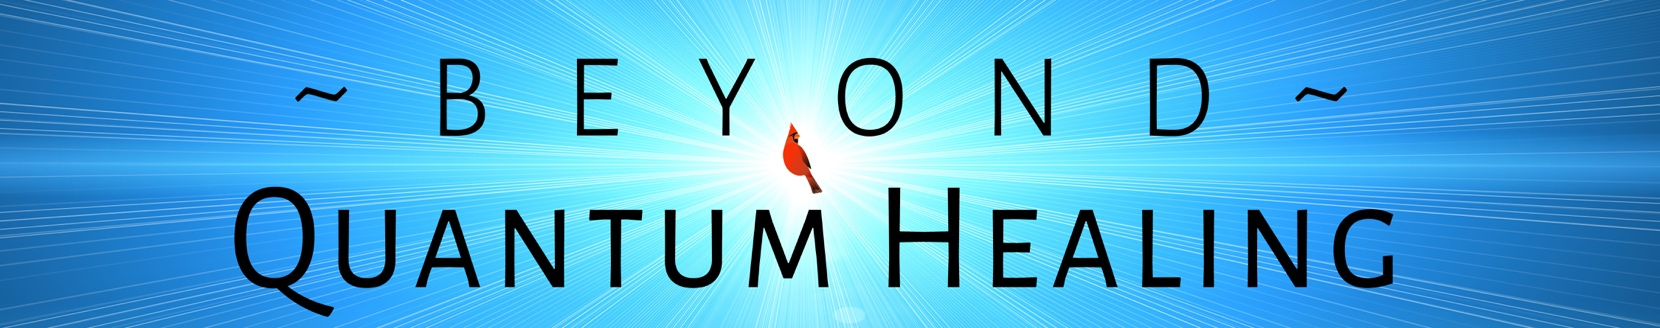 ~ BEYOND ~
QUANTUM HEALING